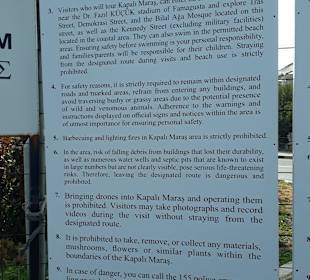 3. Visitors who will tour Kapalı Maraş, can
near the Dr. Fazıl KÜÇÜK stadium of Famagusta and explore Tras
Street, Demokrasi Street, and the Bilal Ağa Mosque located on this
street, as well as the Kennedy Street (excluding military facilities)
located in the coastal area. They can also swim in the permitted beach
areas. Ensuring safety before swimming is your personal responsibility,
and families/parents will be responsible for their children. Straying
from the designated route during visits and beach use is strictly
prohibited.
4. For safety reasons, it is strictly required to remain within designated
roads and marked areas, refrain from entering any buildings, and
avoid traversing bushy or grassy areas due to the potential presence
of wild and venomous animals. Adherence to the warnings and
instructions displayed on official signs and notices within the area is
of utmost importance for ensuring personal safety.
5. Barbecuing and lighting fires in Kapalı Maraş area is strictly prohibited.
6. In the area, risk of falling debris from buildings that lost their durability,
as well as numerous water wells and septic pits that are known to exist
in large numbers but are not clearly visible, pose serious life-threatening
risks. Therefore, leaving the designated route is dangerous and
prohibited.
7. Bringing drones into Kapalı Maraş and operating them
is prohibited. Visitors may take photographs and record
videos during the visit without straying from the
designated route.
8. It is prohibited to take, remove, or collect any materials,
mushrooms, flowers or similar plants within the
boundaries of the Kapalı Maraş.
9. In case of danger, you can call the 155 police
M
Σ